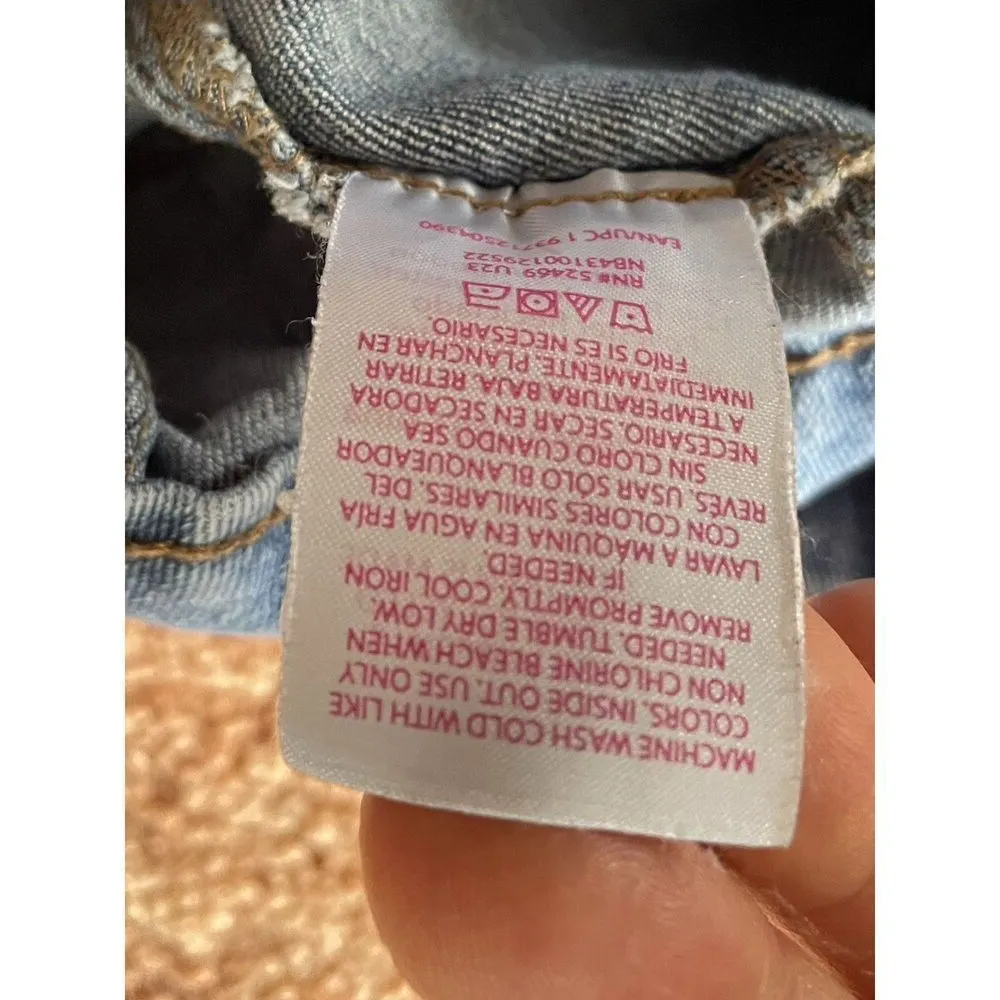 MACHINE WASH COLD WITH LIKE
COLORS. INSIDE OUT. USE ONLY
NON CHLORINE BLEACH WHEN
NEEDED. TUMBLE DRY LOW.
REMOVE PROMPTLY. COOL IRON
IF NEEDED.
LAVAR A MÁQUINA EN AGUA FRÍA
CON COLORES SIMILARES. DEL
REVÉS. USAR SÓLO BLANQUEADOR
SIN CLORO CUANDO SEA
NECESARIO. SECAR EN SECADORA
A TEMPERATURA BAJA. RETIRAR
INMEDIATAMENTE. PLANCHAR EN
FRÍO SI ES NECESARIO.
RN# 52469 U23
NB43100129522
EAN/UPC 1